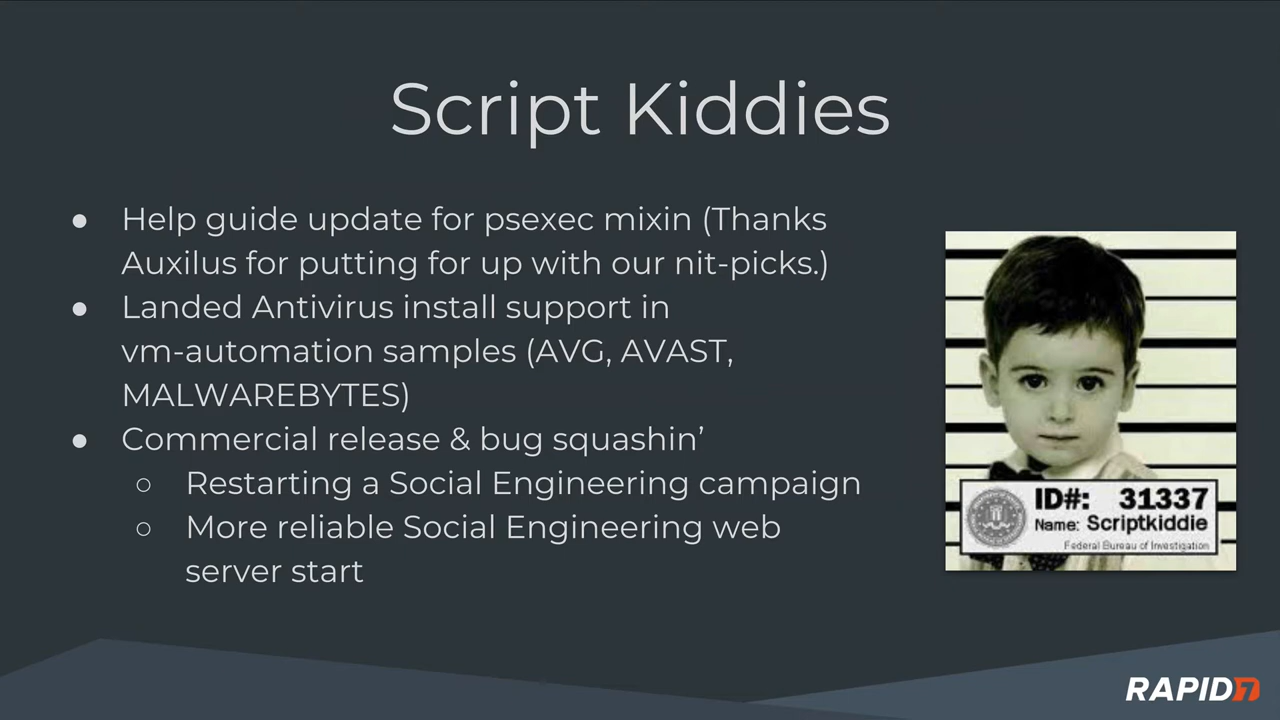 Script Kiddies
● Help guide update for psexec mixin (Thanks
Auxilus for putting for up with our nit-picks.)
● Landed Antivirus install support in
vm-automation samples (AVG, AVAST,
MALWAREBYTES)
● Commercial release & bug squashin’
○ Restarting a Social Engineering campaign
○ More reliable Social Engineering web
server start
ID#: 31337
Name: Scriptkiddie
Federal Bureau of Investigation
RAPID7